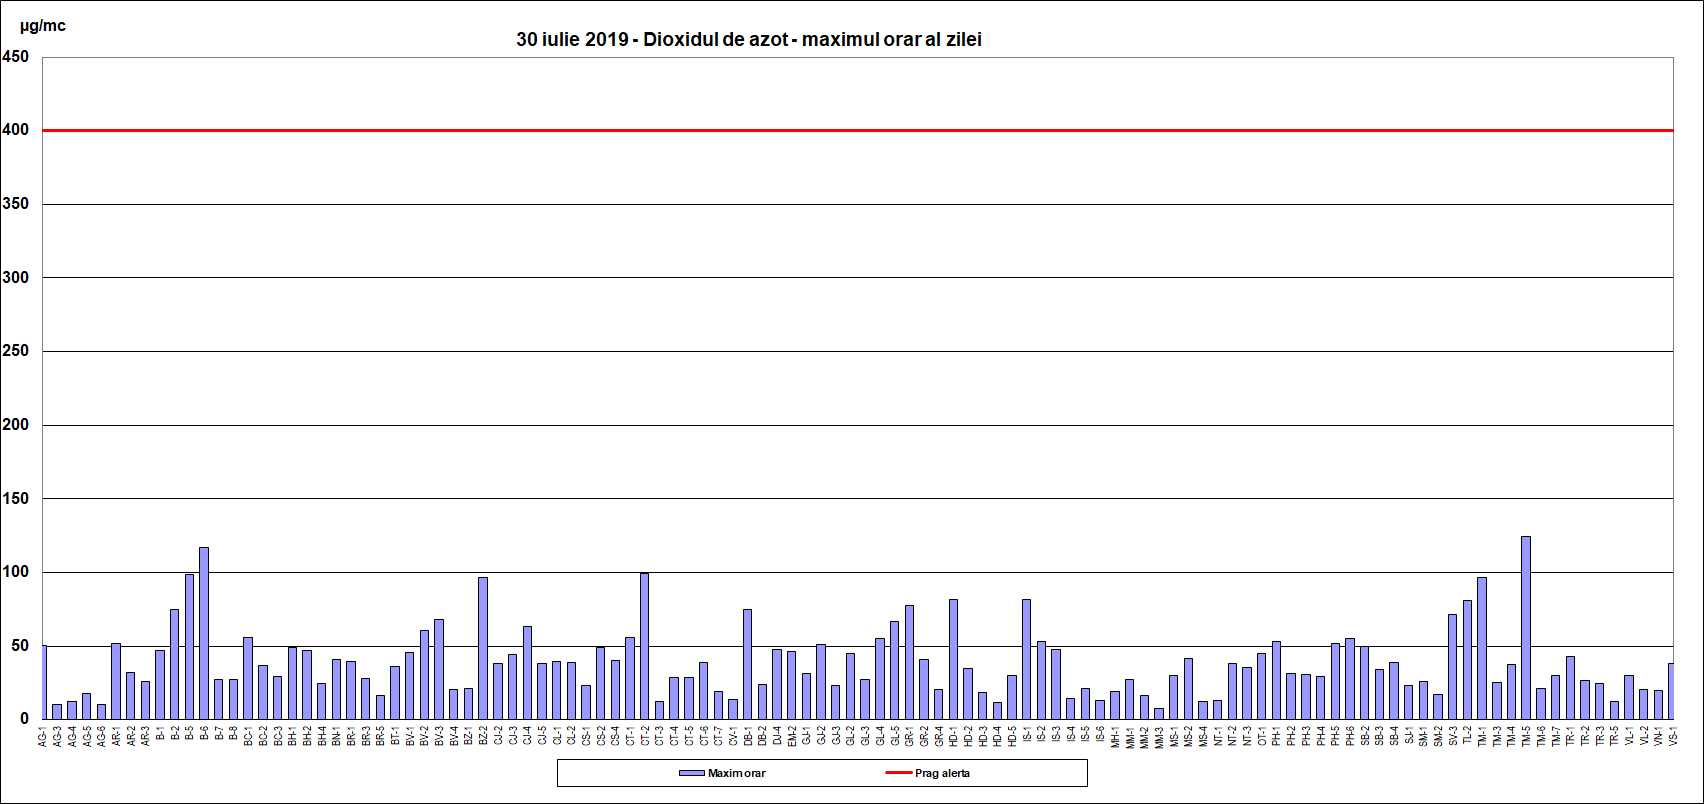 µg/mc
30 iulie 2019 - Dioxidul de azot - maximul orar al zilei
450
400
350
300
250
200
150
100
50
0
AG-1 AG-3 AG-4 AG-5 AG-6 AR-1 AR-2 AR-3 B-1 B-2 B-5 B-6 B-7 B-8 BC-1 BC-2 BC-3 BH-1 BH-2 BH-4 BN-1 BR-1 BR-3 BR-5 BT-1 BV-1 BV-2 BV-3 BV-4 BZ-1 BZ-2 CJ-2 CJ-3 CJ-4 CJ-5 CL-1 CL-2 CS-1 CS-2 CS-4 CT-1 CT-2 CT-3 CT-4 CT-5 CT-6 CT-7 CV-1 DB-1 DB-2 DJ-4 EM-2 GJ-1 GJ-2 GJ-3 GL-2 GL-3 GL-4 GL-5 GR-1 GR-2 GR-4 HD-1 HD-2 HD-3 HD-4 HD-5 IS-1 IS-2 IS-3 IS-4 IS-5 IS-6 MH-1 MM-1 MM-2 MM-3 MS-1 MS-2 MS-4 NT-1 NT-2 NT-3 OT-1 PH-1 PH-2 PH-3 PH-4 PH-5 PH-6 SB-2 SB-3 SB-4 SJ-1 SM-1 SM-2 SV-3 TL-2 TM-1 TM-3 TM-4 TM-5 TM-6 TM-7 TR-1 TR-2 TR-3 TR-5 VL-1 VL-2 VN-1 VS-1
Maxim orar Prag alerta